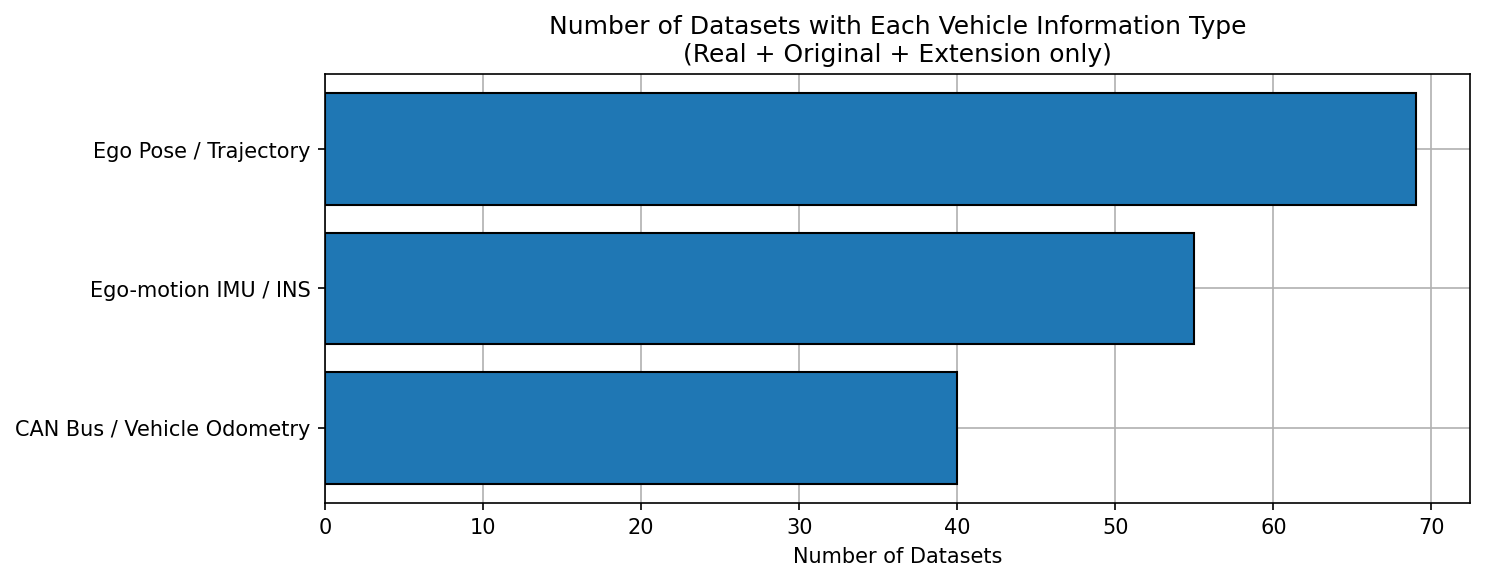 Number of Datasets with Each Vehicle Information Type
(Real + Original + Extension only)
Ego Pose / Trajectory
Ego-motion IMU / INS
CAN Bus / Vehicle Odometry
0 10 20 30 40 50 60 70
Number of Datasets